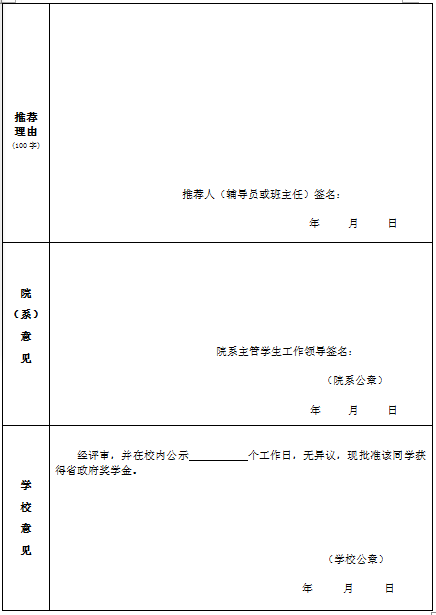 推荐
理由
（100字）
推荐人（辅导员或班主任）签名：
年 月 日
院
（系）
意
见
院系主管学生工作领导签名：
（院系公章）
年 月 日
学
校
意
见
经评审，并在校内公示__________个工作日，无异议，现批准该同学获
得省政府奖学金。
（学校公章）
年 月 日